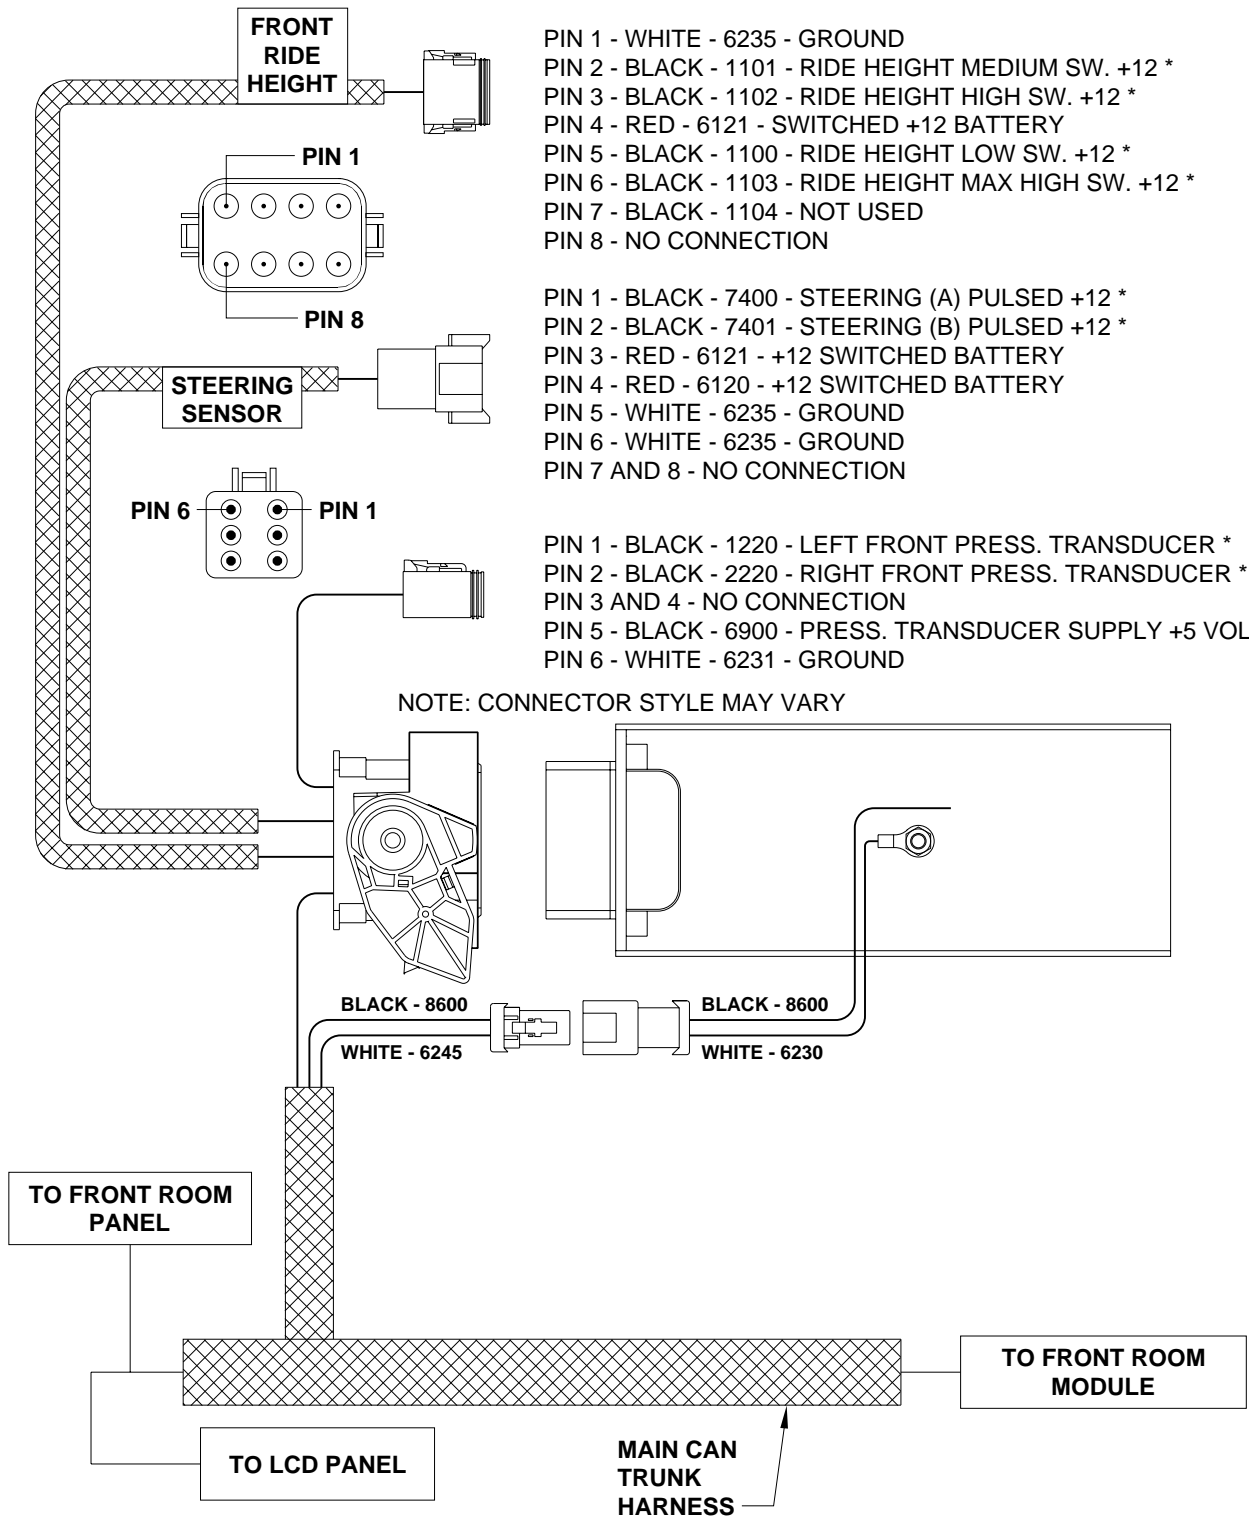 FRONT
RIDE
HEIGHT
PIN 1 - WHITE - 6235 - GROUND
PIN 2 - BLACK - 1101 - RIDE HEIGHT MEDIUM SW. +12 *
PIN 3 - BLACK - 1102 - RIDE HEIGHT HIGH SW. +12 *
PIN 4 - RED - 6121 - SWITCHED +12 BATTERY
PIN 5 - BLACK - 1100 - RIDE HEIGHT LOW SW. +12 *
PIN 6 - BLACK - 1103 - RIDE HEIGHT MAX HIGH SW. +12 *
PIN 7 - BLACK - 1104 - NOT USED
PIN 8 - NO CONNECTION
PIN 1
PIN 8
PIN 1 - BLACK - 7400 - STEERING (A) PULSED +12 *
PIN 2 - BLACK - 7401 - STEERING (B) PULSED +12 *
PIN 3 - RED - 6121 - +12 SWITCHED BATTERY
PIN 4 - RED - 6120 - +12 SWITCHED BATTERY
PIN 5 - WHITE - 6235 - GROUND
PIN 6 - WHITE - 6235 - GROUND
PIN 7 AND 8 - NO CONNECTION
STEERING
SENSOR
PIN 6
PIN 1
PIN 1 - BLACK - 1220 - LEFT FRONT PRESS. TRANSDUCER *
PIN 2 - BLACK - 2220 - RIGHT FRONT PRESS. TRANSDUCER *
PIN 3 AND 4 - NO CONNECTION
PIN 5 - BLACK - 6900 - PRESS. TRANSDUCER SUPPLY +5 VOL
PIN 6 - WHITE - 6231 - GROUND
NOTE: CONNECTOR STYLE MAY VARY
BLACK - 8600
WHITE - 6245
BLACK - 8600
WHITE - 6230
TO FRONT ROOM
PANEL
TO FRONT ROOM
MODULE
TO LCD PANEL
MAIN CAN
TRUNK
HARNESS